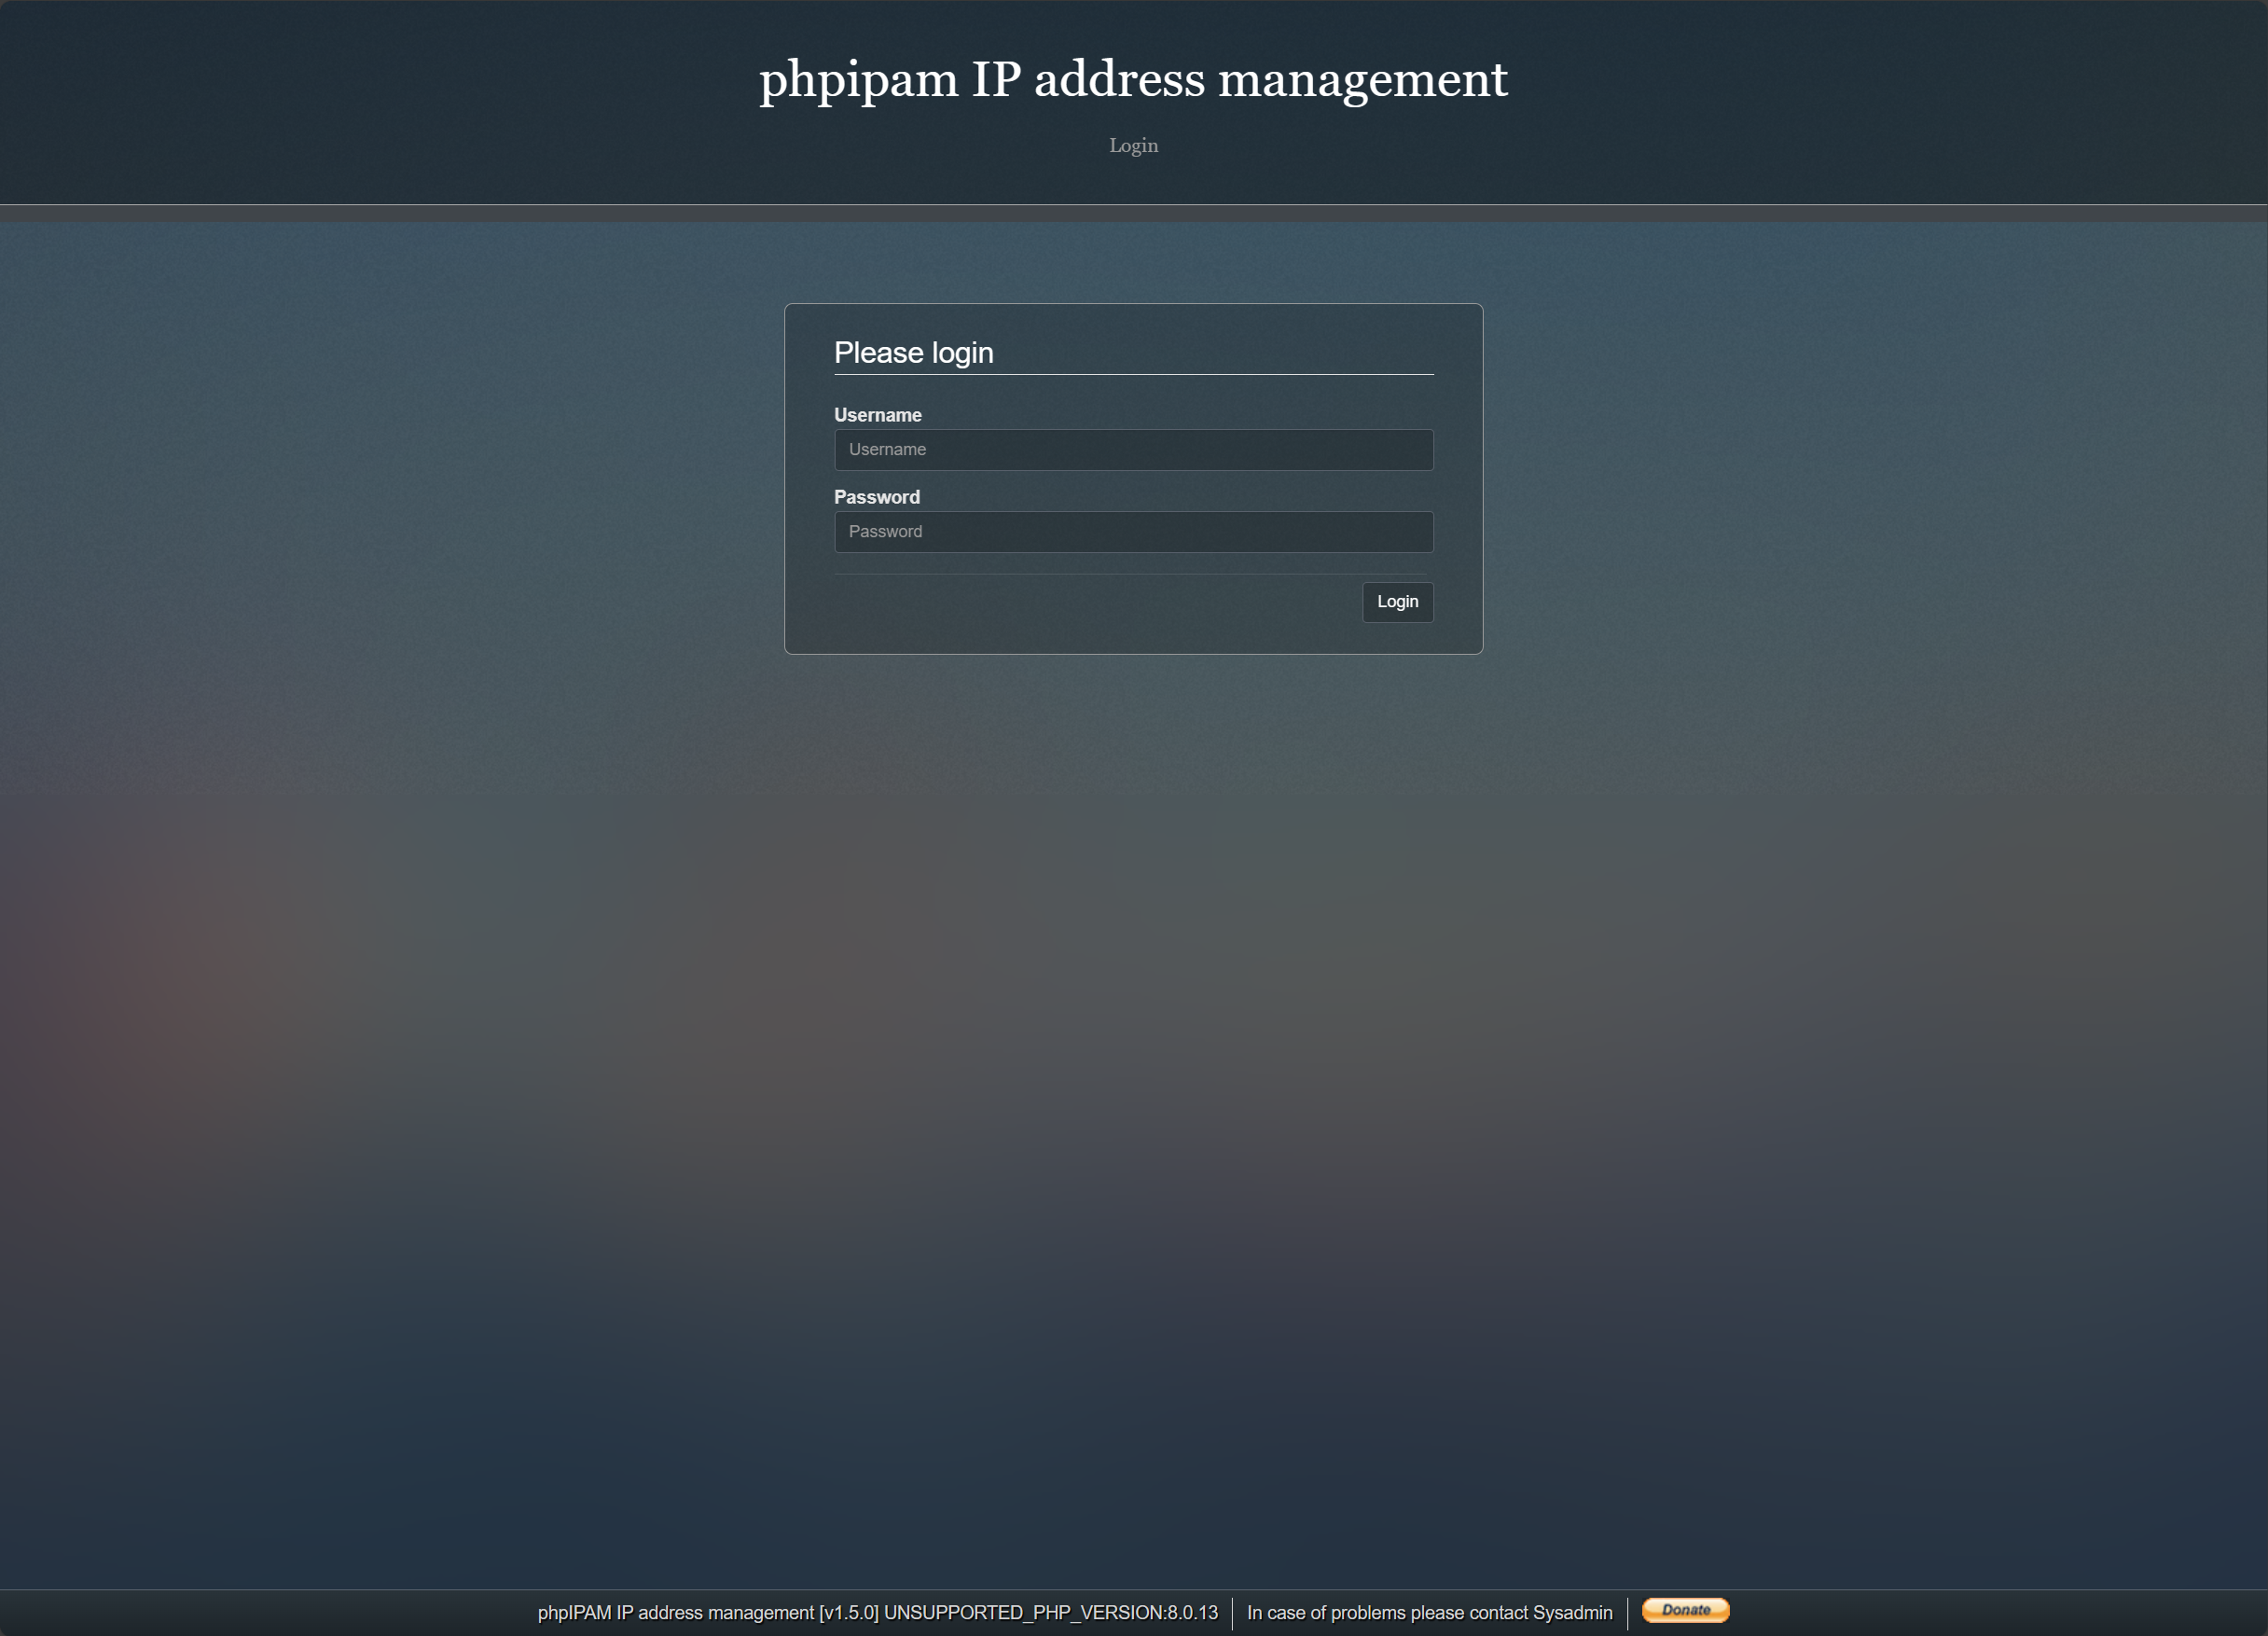 phpipam IP address management
Login
Please login
Username
Username
Password
Password
Login
phpIPAM IP address management [v1.5.0] UNSUPPORTED_PHP_VERSION:8.0.13 In case of problems please contact Sysadmin Donate